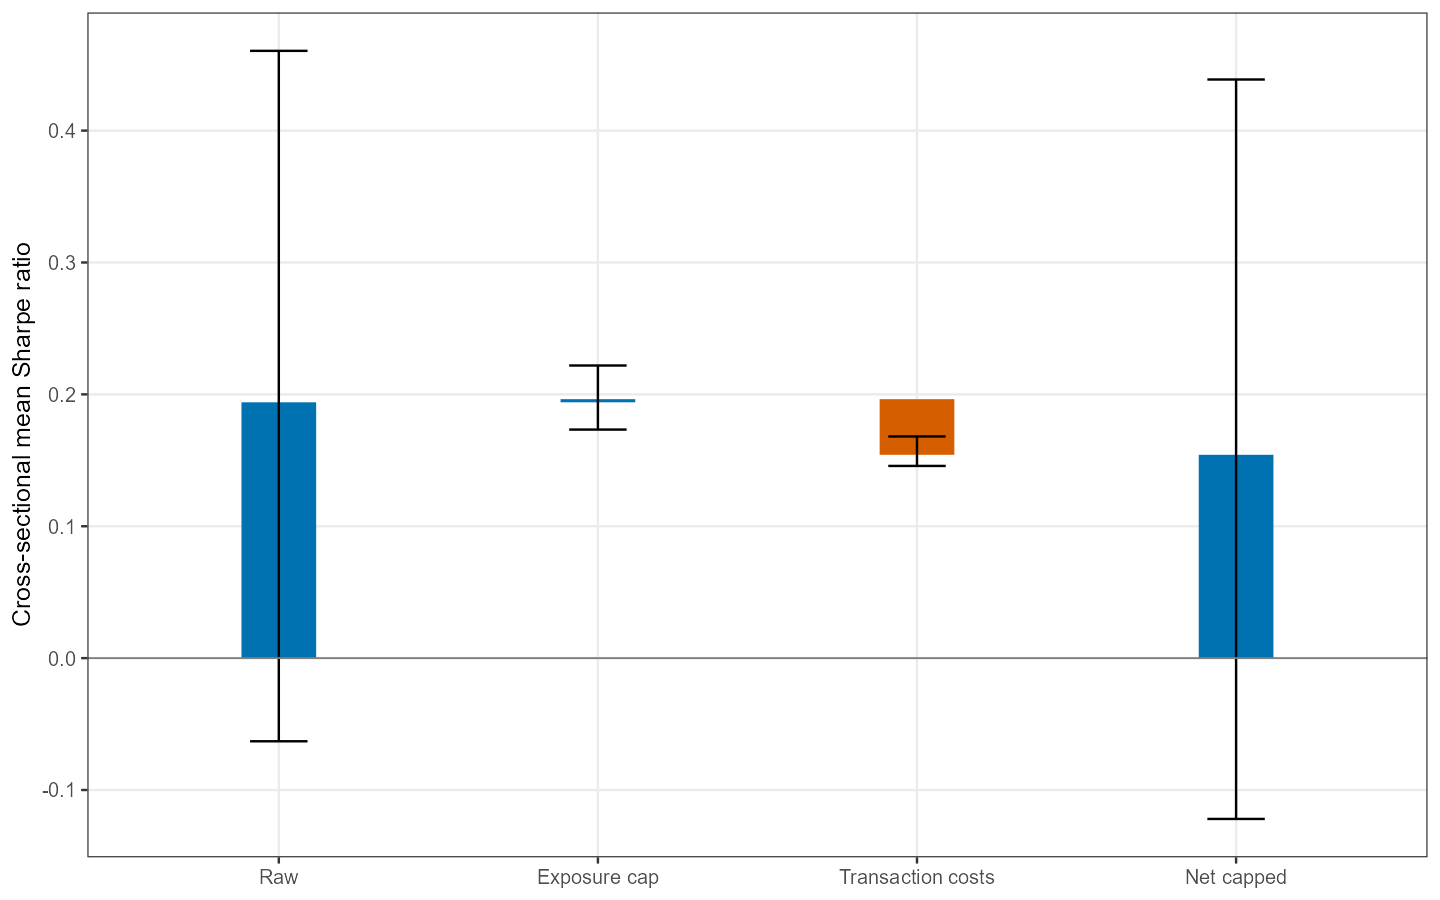 Cross-sectional mean Sharpe ratio
0.4
0.3
0.2
0.1
0.0
-0.1
Raw
Exposure cap
Transaction costs
Net capped